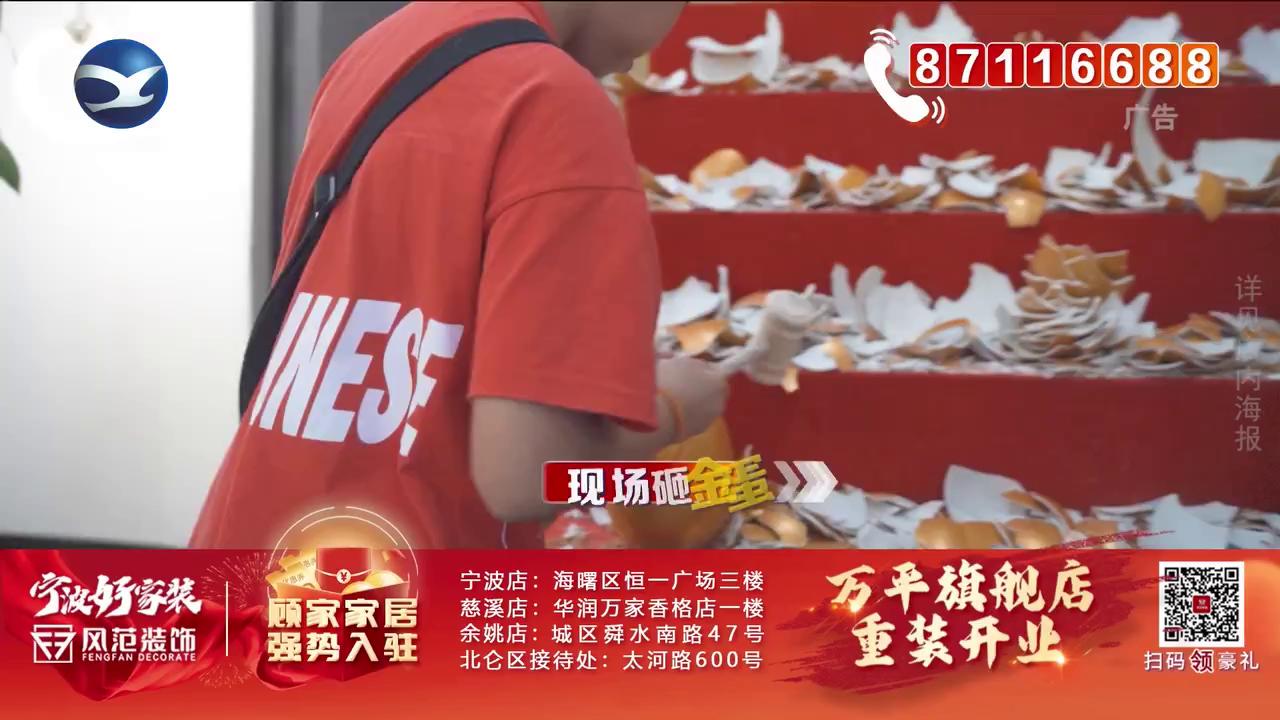 87116688
广告
详见店内海报
INESE
现场砸金蛋
宁波好家装
风范装饰
FENGFAN DECORATE
顾家家居
强势入驻
宁波店：海曙区恒一广场三楼
慈溪店：华润万家香格店一楼
余姚店：城区舜水南路47号
北仑区接待处：太河路600号
万平旗舰店
重装开业
扫码领豪礼